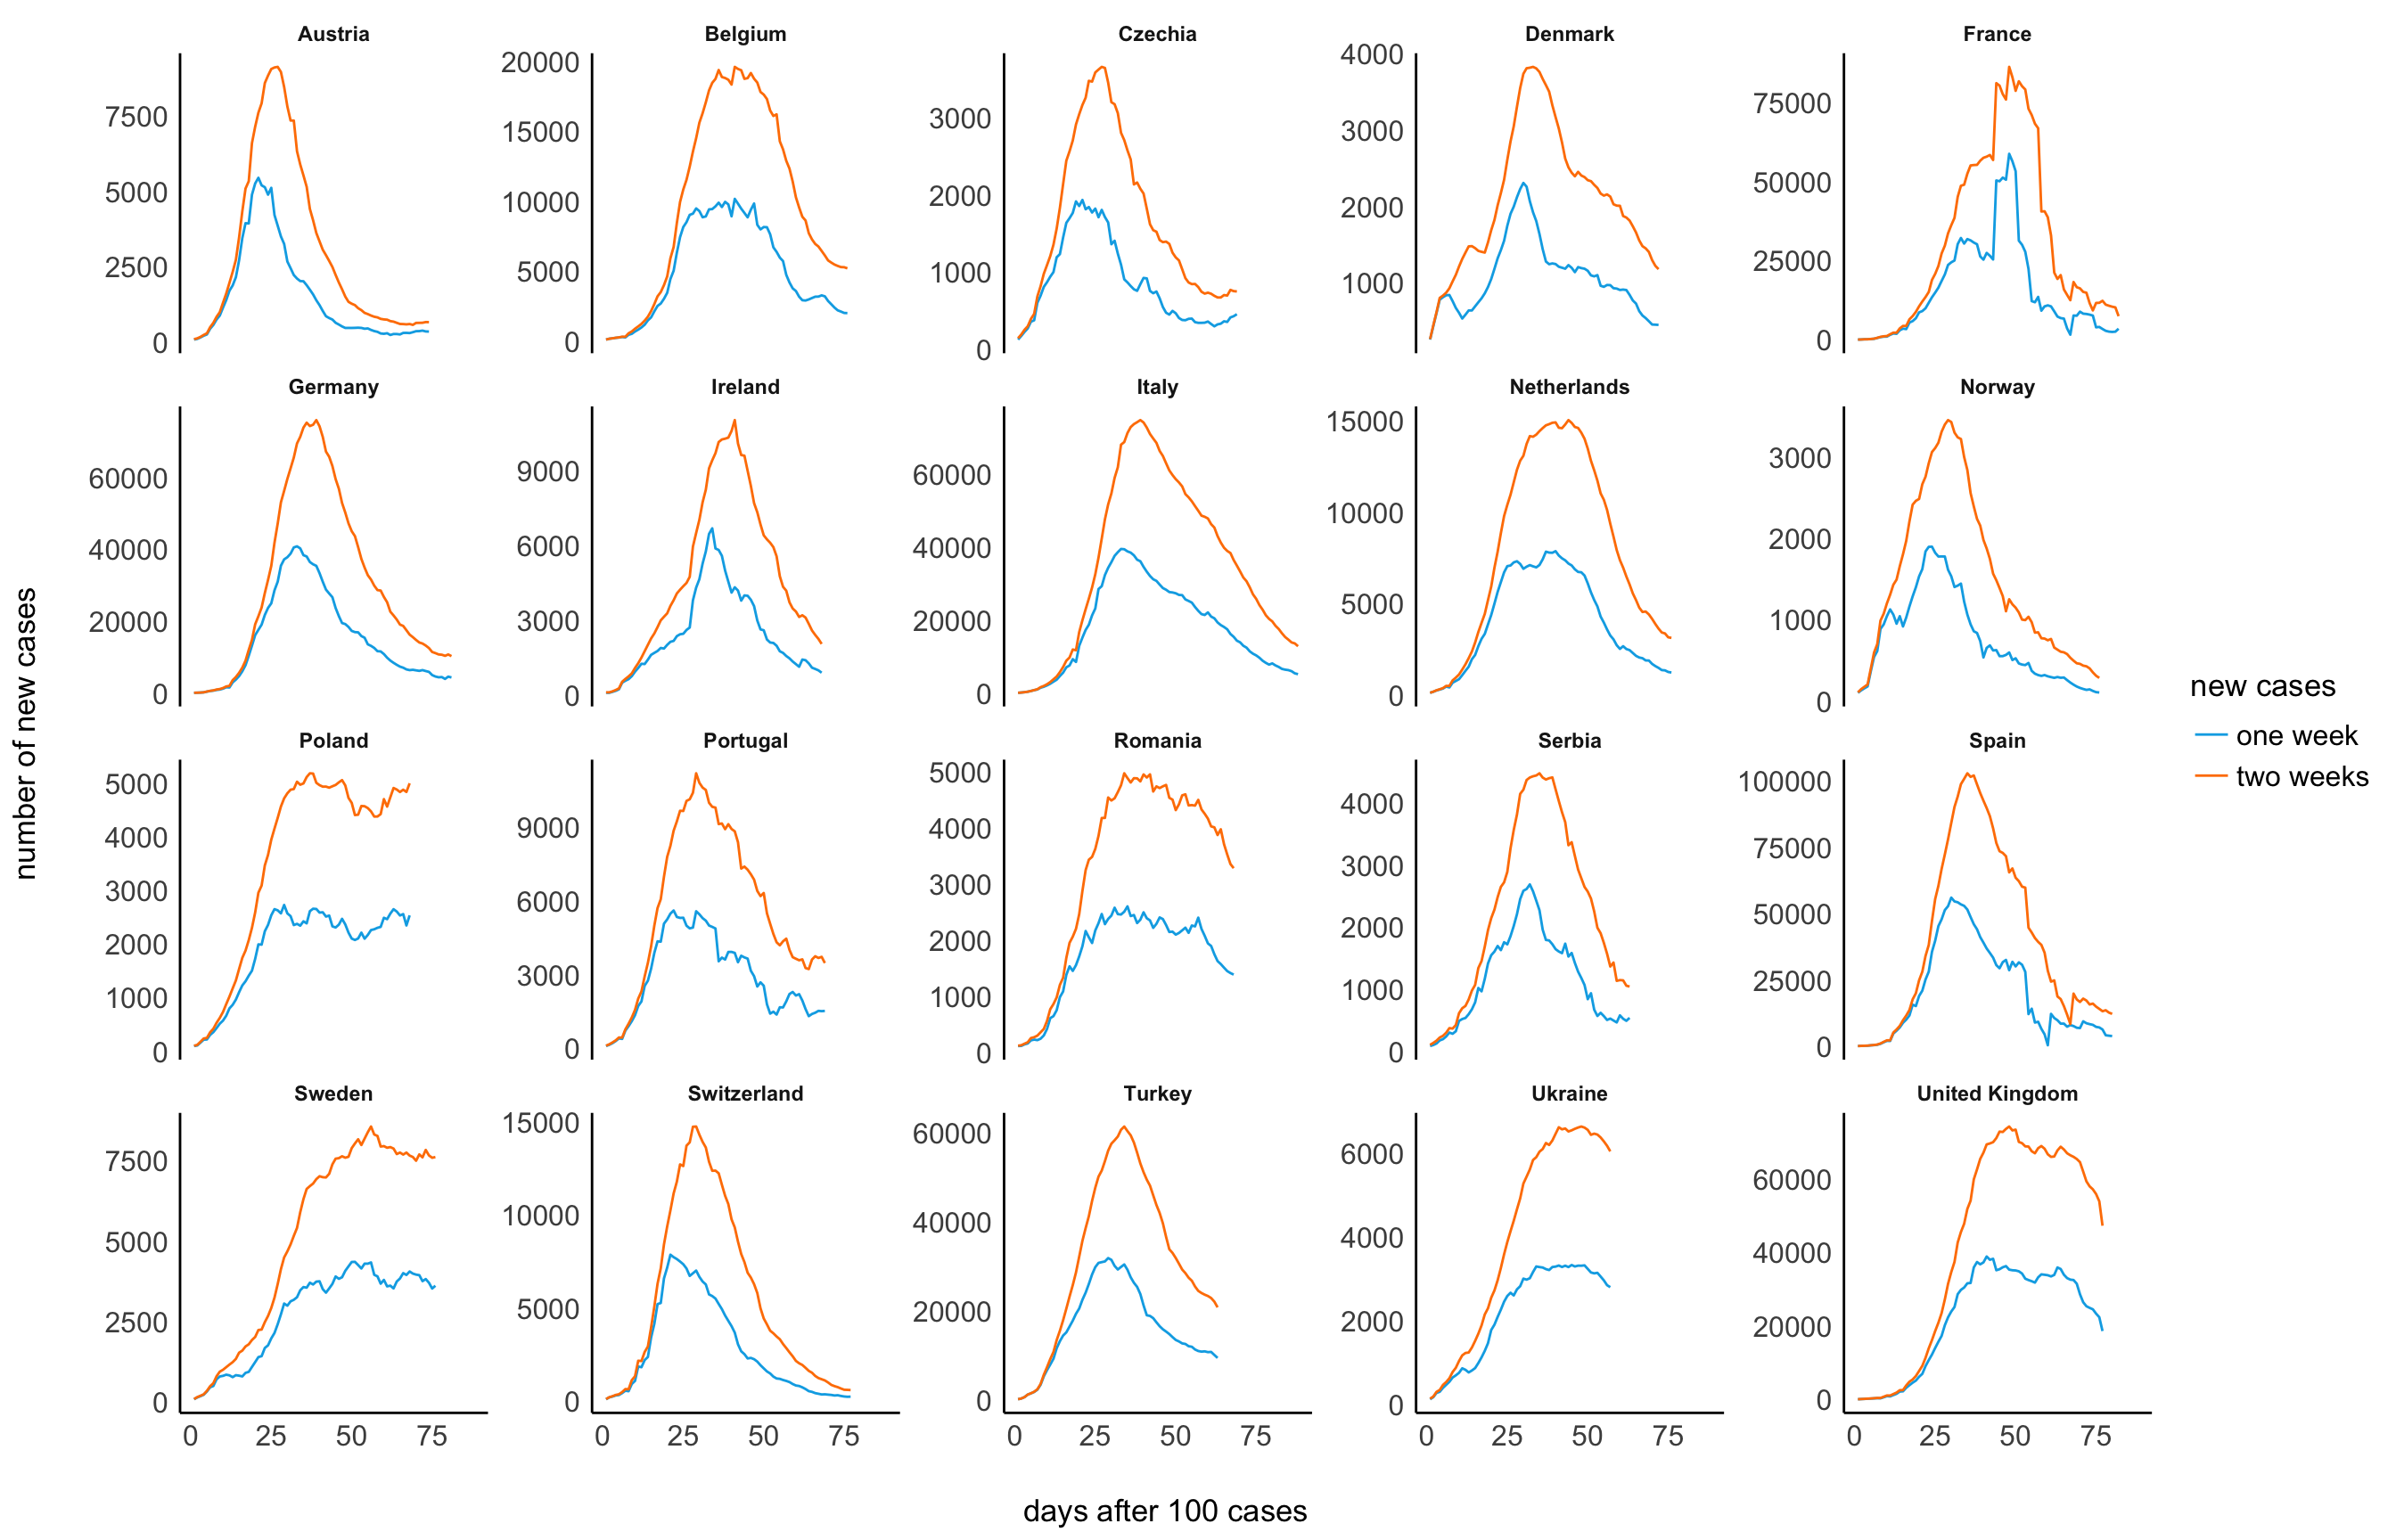 Austria Belgium Czechia Denmark France
7500 5000 2500 0
20000 15000 10000 5000 0
3000 2000 1000 0
4000 3000 2000 1000
75000 50000 25000 0
Germany Ireland Italy Netherlands Norway
60000 40000 20000 0
9000 6000 3000 0
60000 40000 20000 0
15000 10000 5000 0
3000 2000 1000 0
Poland Portugal Romania Serbia Spain
5000 4000 3000 2000 1000 0
9000 6000 3000 0
5000 4000 3000 2000 1000 0
4000 3000 2000 1000 0
100000 75000 50000 25000 0
Sweden Switzerland Turkey Ukraine United Kingdom
7500 5000 2500 0
15000 10000 5000 0
60000 40000 20000 0
6000 4000 2000 0
60000 40000 20000 0
0 25 50 75 0 25 50 75 0 25 50 75 0 25 50 75 0 25 50 75
days after 100 cases
number of new cases
new cases
one week
two weeks